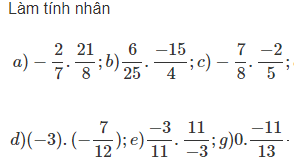 Làm tính nhân
a) − 2/7 . 21/8 ; b) 6/25 . −15/4 ; c) − 7/8 . −2/5 ;
d)(−3).(− 7/12); e) −3/11 . 11/−3 ; g)0. −11/13